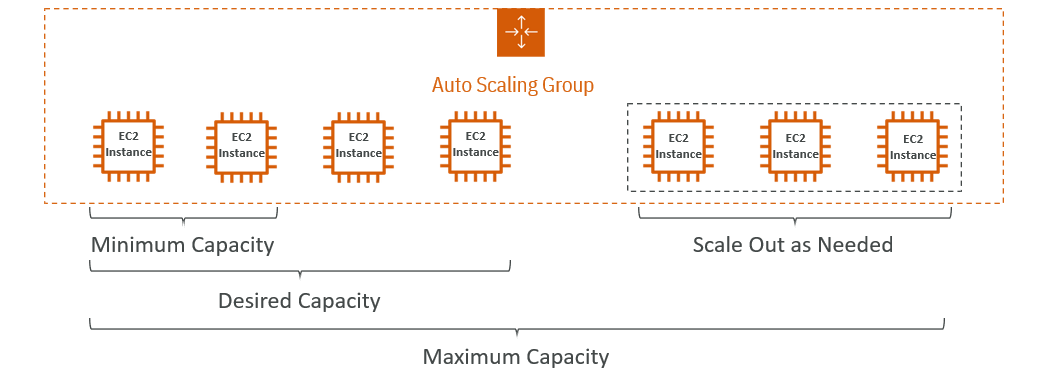 Auto Scaling Group
EC2
Instance
EC2
Instance
EC2
Instance
EC2
Instance
EC2
Instance
EC2
Instance
EC2
Instance
Minimum Capacity
Scale Out as Needed
Desired Capacity
Maximum Capacity